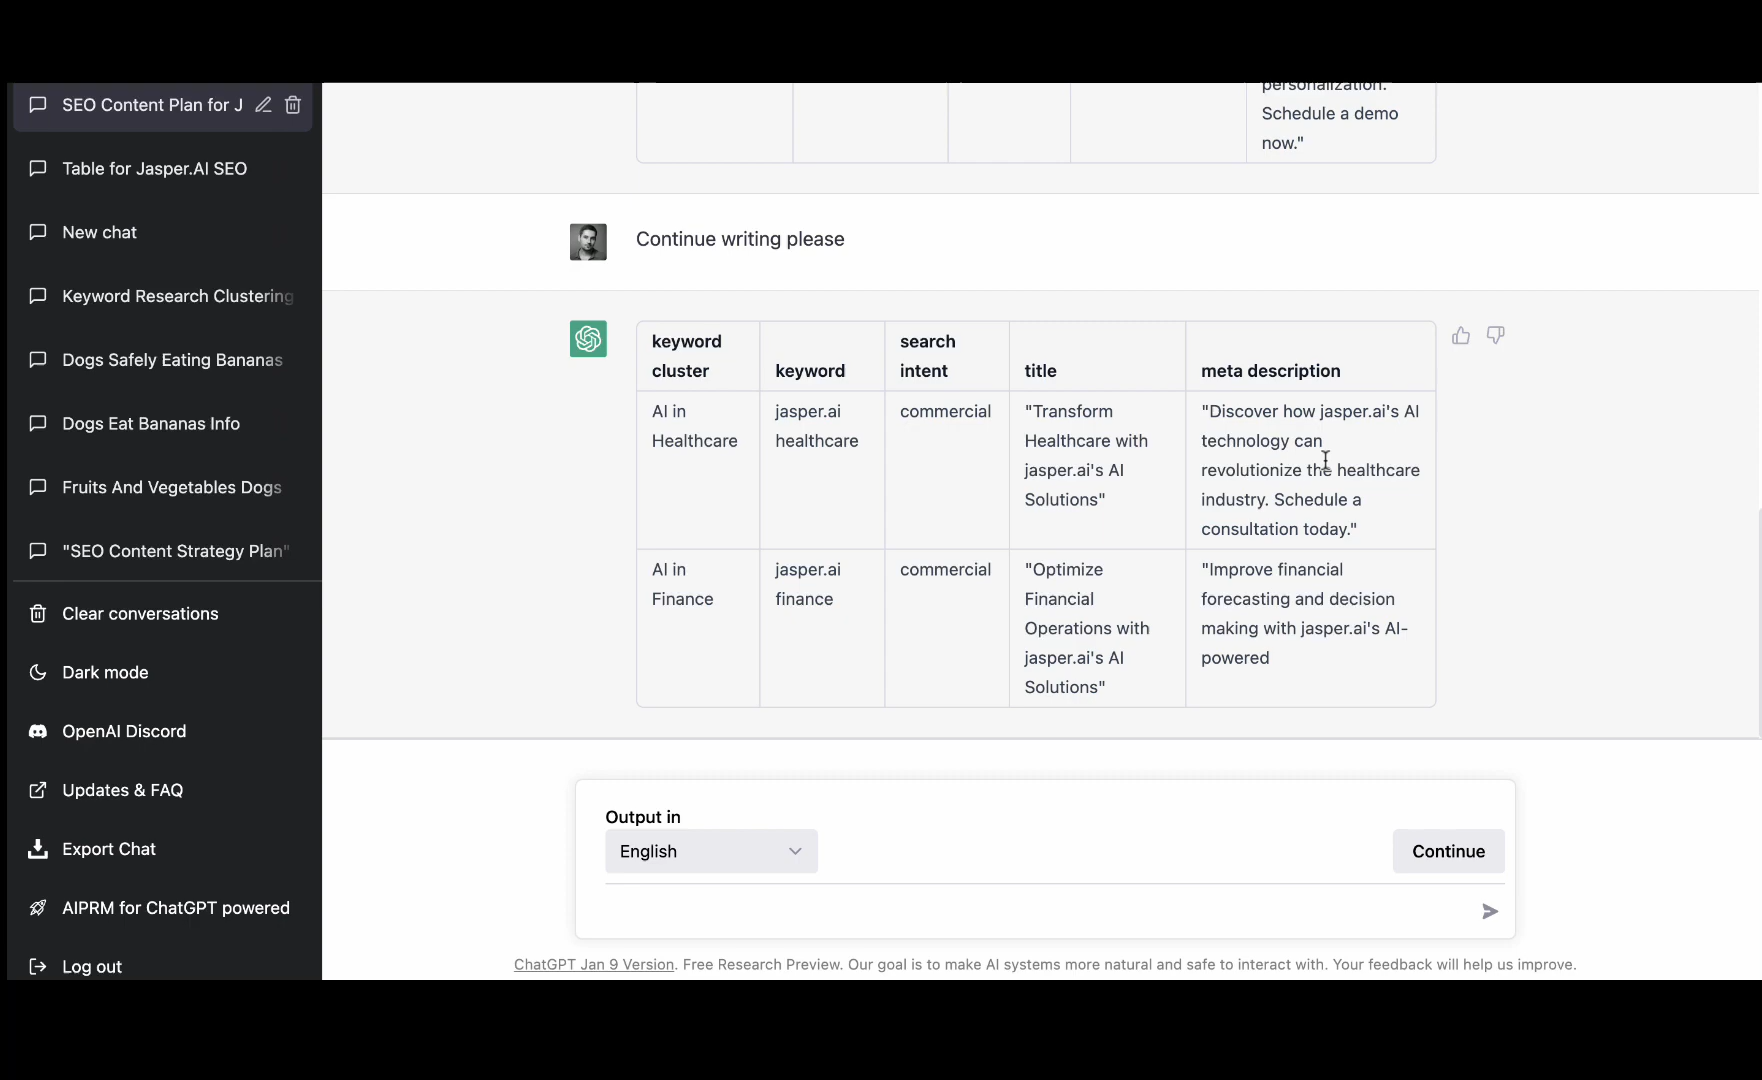 SEO Content Plan for J
Table for Jasper.AI SEO
New chat
Keyword Research Clustering
Dogs Safely Eating Bananas
Dogs Eat Bananas Info
Fruits And Vegetables Dogs
"SEO Content Strategy Plan"
Clear conversations
Dark mode
OpenAI Discord
Updates & FAQ
Export Chat
AIPRM for ChatGPT powered
Log out
personalization.
Schedule a demo
now."
Continue writing please
keyword
cluster
keyword
search
intent
title
meta description
AI in
Healthcare
jasper.ai
healthcare
commercial
"Transform
Healthcare with
jasper.ai's AI
Solutions"
"Discover how jasper.ai's AI
technology can
revolutionize the healthcare
industry. Schedule a
consultation today."
AI in
Finance
jasper.ai
finance
commercial
"Optimize
Financial
Operations with
jasper.ai's AI
Solutions"
"Improve financial
forecasting and decision
making with jasper.ai's AI-
powered
Output in
English
Continue
ChatGPT Jan 9 Version. Free Research Preview. Our goal is to make AI systems more natural and safe to interact with. Your feedback will help us improve.